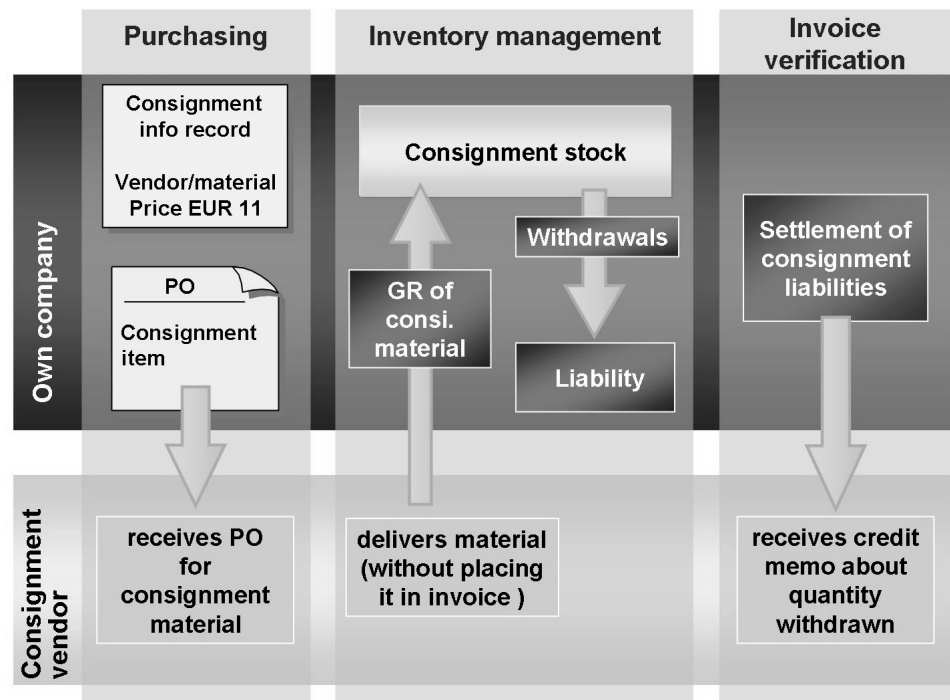 Purchasing
Inventory management
Invoice
verification
Own company
Consignment
info record
Vendor/material
Price EUR 11
PO
Consignment
item
Consignment stock
GR of
consi.
material
Withdrawals
Liability
Settlement of
consignment
liabilities
Consignment
vendor
receives PO
for
consignment
material
delivers material
(without placing
it in invoice )
receives credit
memo about
quantity
withdrawn